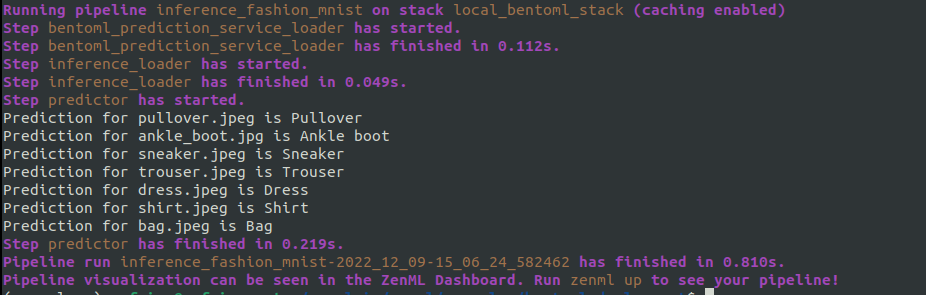 Running pipeline inference_fashion_mnist on stack local_bentoml_stack (caching enabled)
Step bentoml_prediction_service_loader has started.
Step bentoml_prediction_service_loader has finished in 0.112s.
Step inference_loader has started.
Step inference_loader has finished in 0.049s.
Step predictor has started.
Prediction for pullover.jpeg is Pullover
Prediction for ankle_boot.jpg is Ankle boot
Prediction for sneaker.jpeg is Sneaker
Prediction for trouser.jpeg is Trouser
Prediction for dress.jpeg is Dress
Prediction for shirt.jpeg is Shirt
Prediction for bag.jpeg is Bag
Step predictor has finished in 0.219s.
Pipeline run inference_fashion_mnist-2022_12_09-15_06_24_582462 has finished in 0.810s.
Pipeline visualization can be seen in the ZenML Dashboard. Run zenml up to see your pipeline!